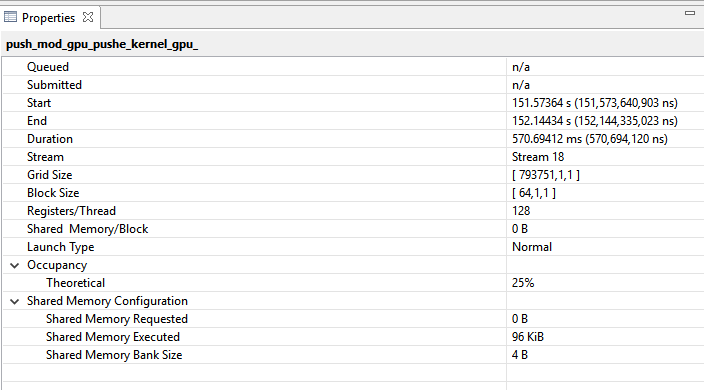 Properties
push_mod_gpu_pushe_kernel_gpu_
Queued n/a
Submitted n/a
Start 151.57364 s (151,573,640,903 ns)
End 152.14434 s (152,144,335,023 ns)
Duration 570.69412 ms (570,694,120 ns)
Stream Stream 18
Grid Size [ 793751,1,1 ]
Block Size [ 64,1,1 ]
Registers/Thread 128
Shared Memory/Block 0 B
Launch Type Normal
Occupancy
Theoretical 25%
Shared Memory Configuration
Shared Memory Requested 0 B
Shared Memory Executed 96 KiB
Shared Memory Bank Size 4 B